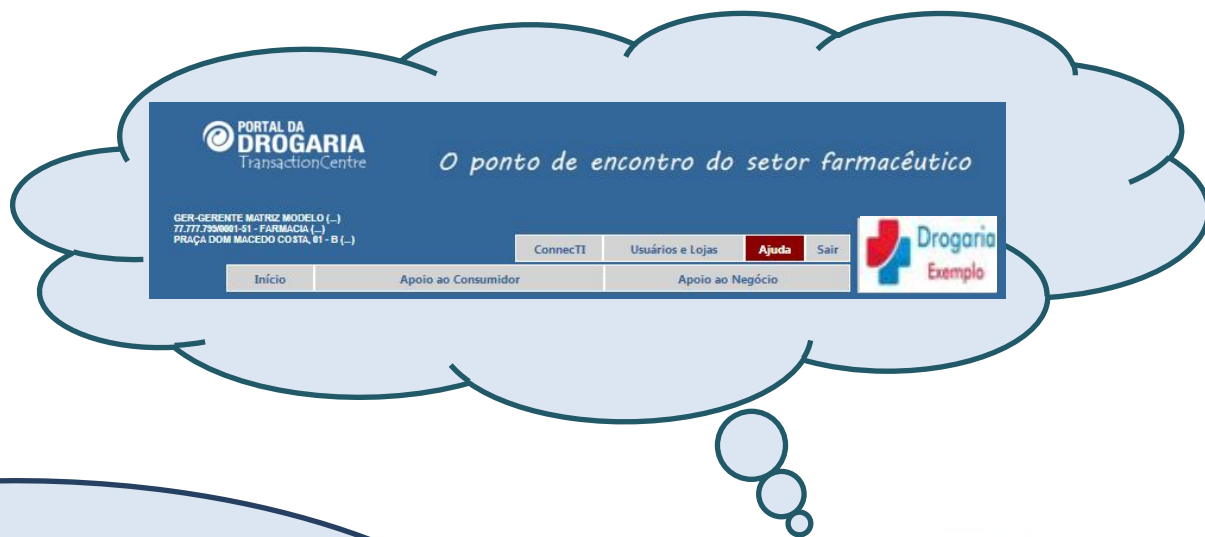 PORTAL DA
DROGARIA
TransactionCentre
O ponto de encontro do setor farmacêutico
GER-GERENTE MATRIZ MODELO (...)
77.777.795/0001-51 - FARMACIA (...)
PRAÇA DOM MACEDO COSTA, 01 - B (...)
ConnecTI Usuários e Lojas Ajuda Sair
Drogaria
Exemplo
Início Apoio ao Consumidor Apoio ao Negócio